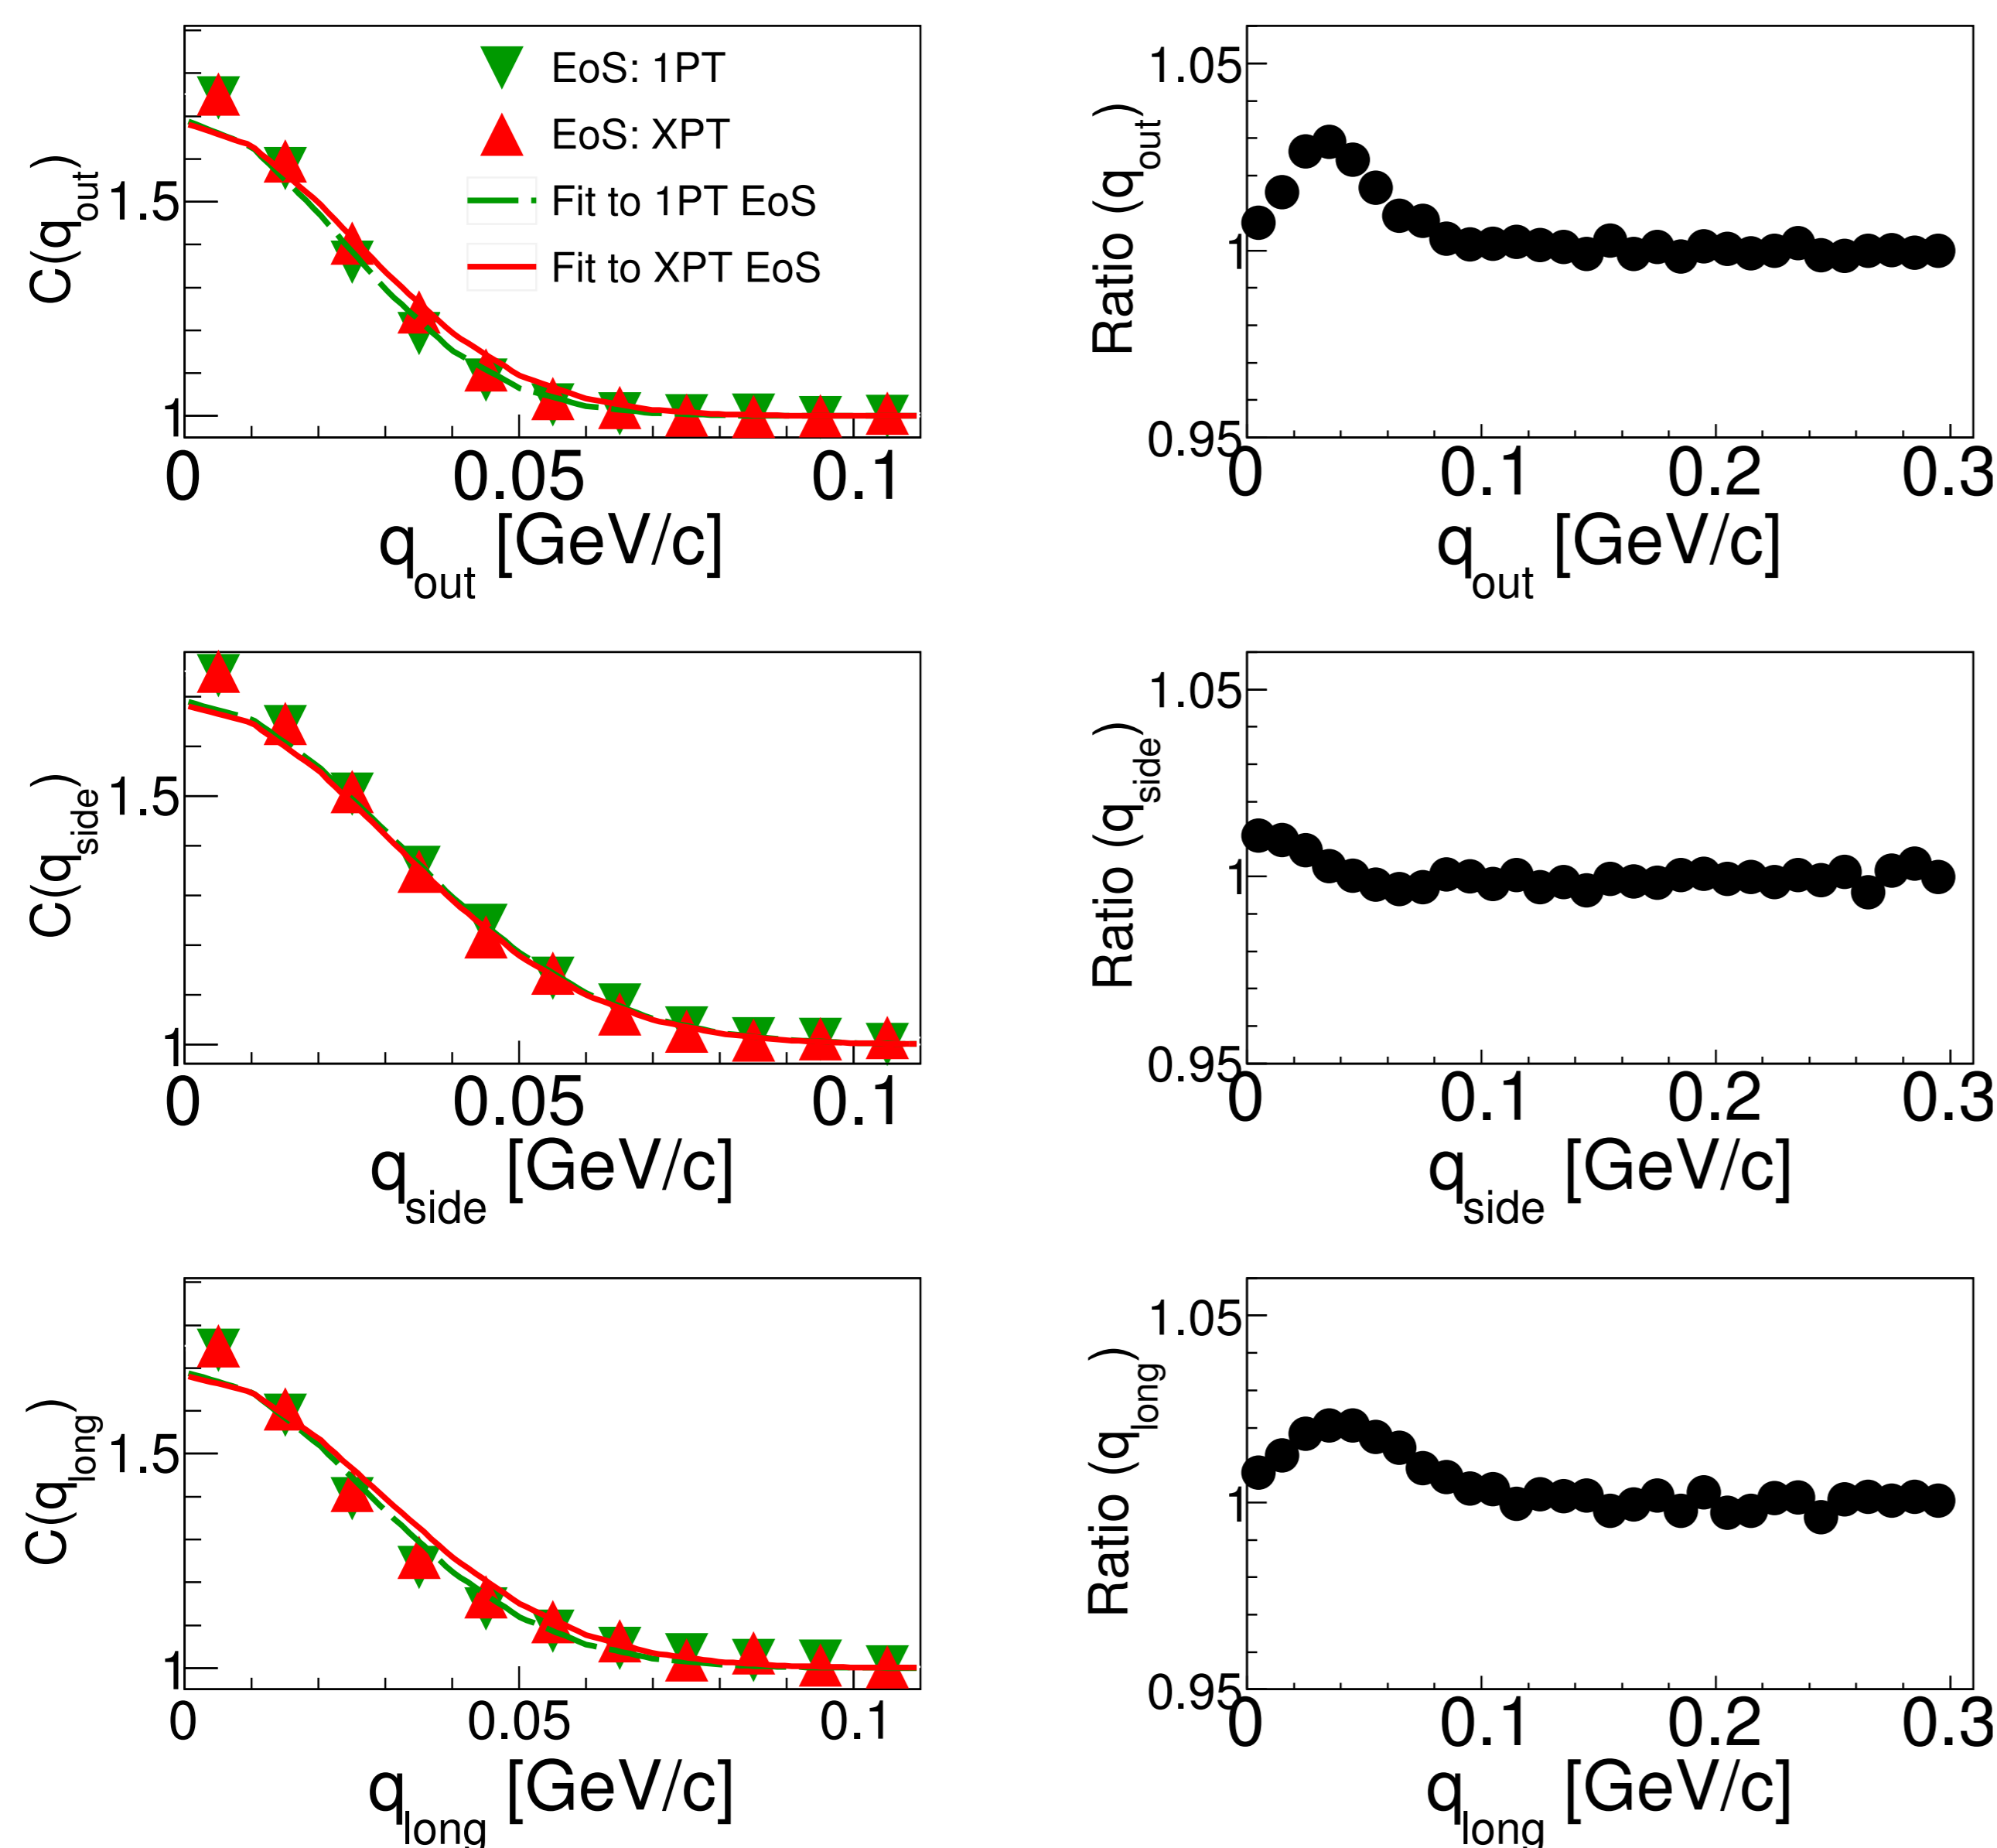 C(q_out)
1.5
1
EoS: 1PT
EoS: XPT
Fit to 1PT EoS
Fit to XPT EoS
0 0.05 0.1
q_out [GeV/c]
Ratio (q_out)
1.05
1
0.95
0 0.1 0.2 0.3
q_out [GeV/c]
C(q_side)
1.5
1
0 0.05 0.1
q_side [GeV/c]
Ratio (q_side)
1.05
1
0.95
0 0.1 0.2 0.3
q_side [GeV/c]
C(q_long)
1.5
1
0 0.05 0.1
q_long [GeV/c]
Ratio (q_long)
1.05
1
0.95
0 0.1 0.2 0.3
q_long [GeV/c]